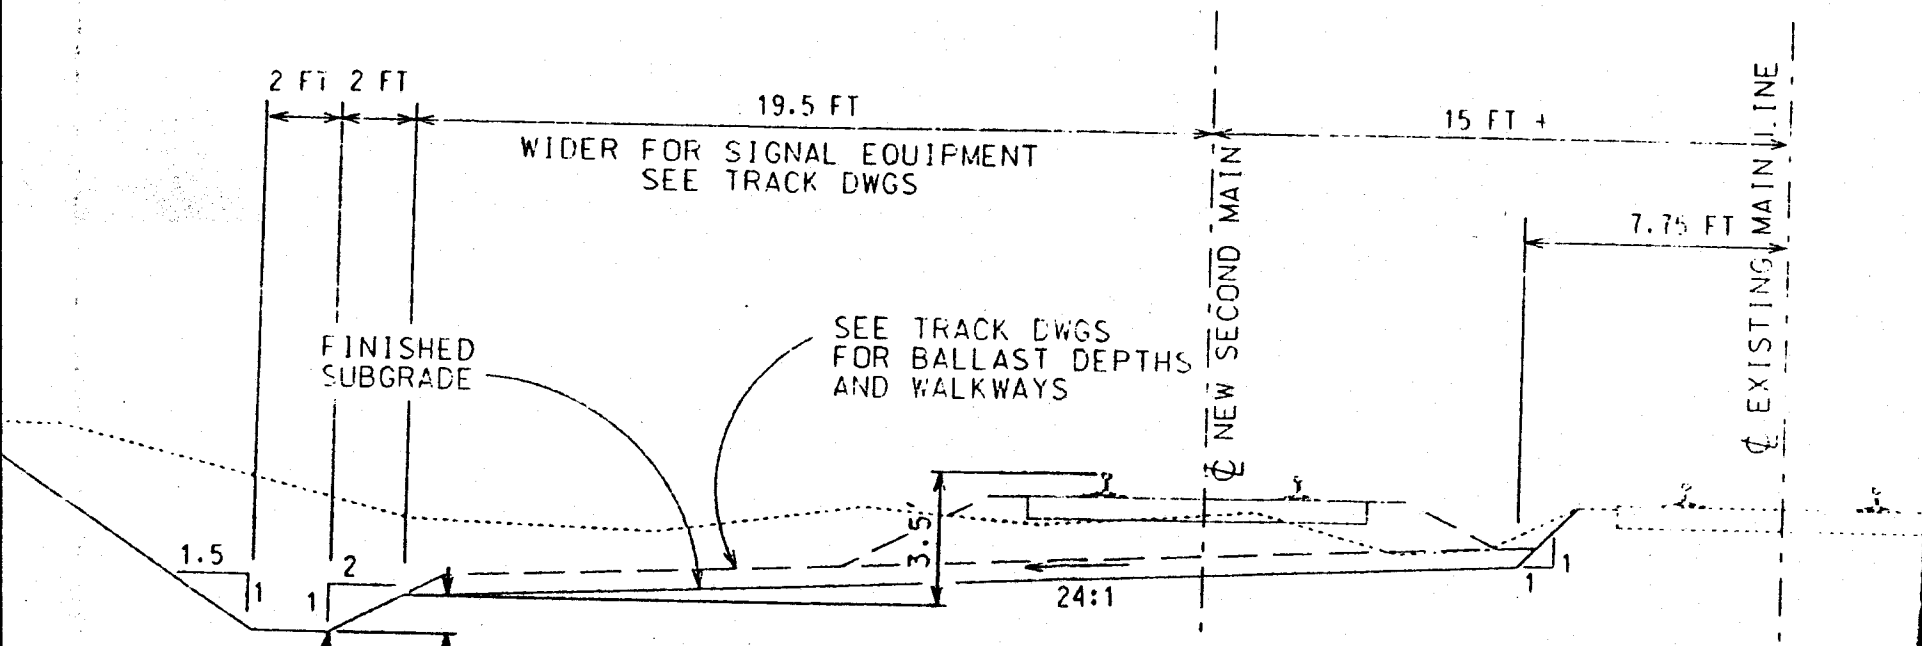 2 FT 2 FT
19.5 FT
15 FT +
WIDER FOR SIGNAL EQUIPMENT
SEE TRACK DWGS
7.75 FT
℄ NEW SECOND MAIN
℄ EXISTING MAIN LINE
FINISHED
SUBGRADE
SEE TRACK DWGS
FOR BALLAST DEPTHS
AND WALKWAYS
3.5'
1.5
1
2
1
24:1
1
1